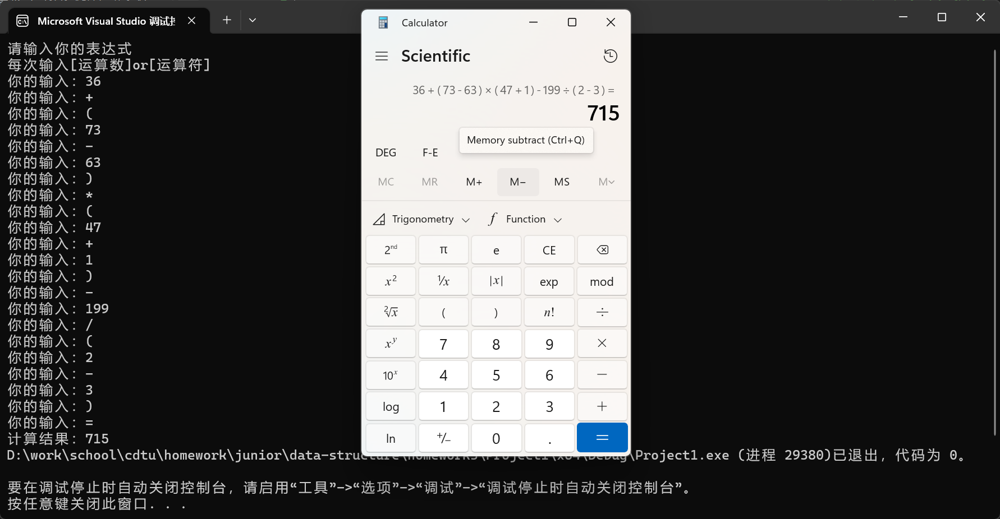 Microsoft Visual Studio 调试
请输入你的表达式
每次输入[运算数]or[运算符]
你的输入: 36
你的输入: +
你的输入: (
你的输入: 73
你的输入: -
你的输入: 63
你的输入: )
你的输入: *
你的输入: (
你的输入: 47
你的输入: +
你的输入: 1
你的输入: )
你的输入: -
你的输入: 199
你的输入: /
你的输入: (
你的输入: 2
你的输入: -
你的输入: 3
你的输入: )
你的输入: =
计算结果: 715
D:\work\school\cdtu\homework\junior\data-structure\homework3\Project1\x64\Debug\Project1.exe (进程 29380)已退出，代码为 0。
要在调试停止时自动关闭控制台，请启用“工具”->“选项”->“调试”->“调试停止时自动关闭控制台”。
按任意键关闭此窗口. . .
Calculator
Scientific
36 + ( 73 - 63 ) × ( 47 + 1 ) - 199 ÷ ( 2 - 3 ) =
715
Memory subtract (Ctrl+Q)
DEG F-E
MC MR M+ M− MS M
Trigonometry f Function
2nd π e CE
x2 1/x |x| exp mod
2√x ( ) n! ÷
xy 7 8 9 ×
10x 4 5 6 −
log 1 2 3 +
ln +/− 0 . =